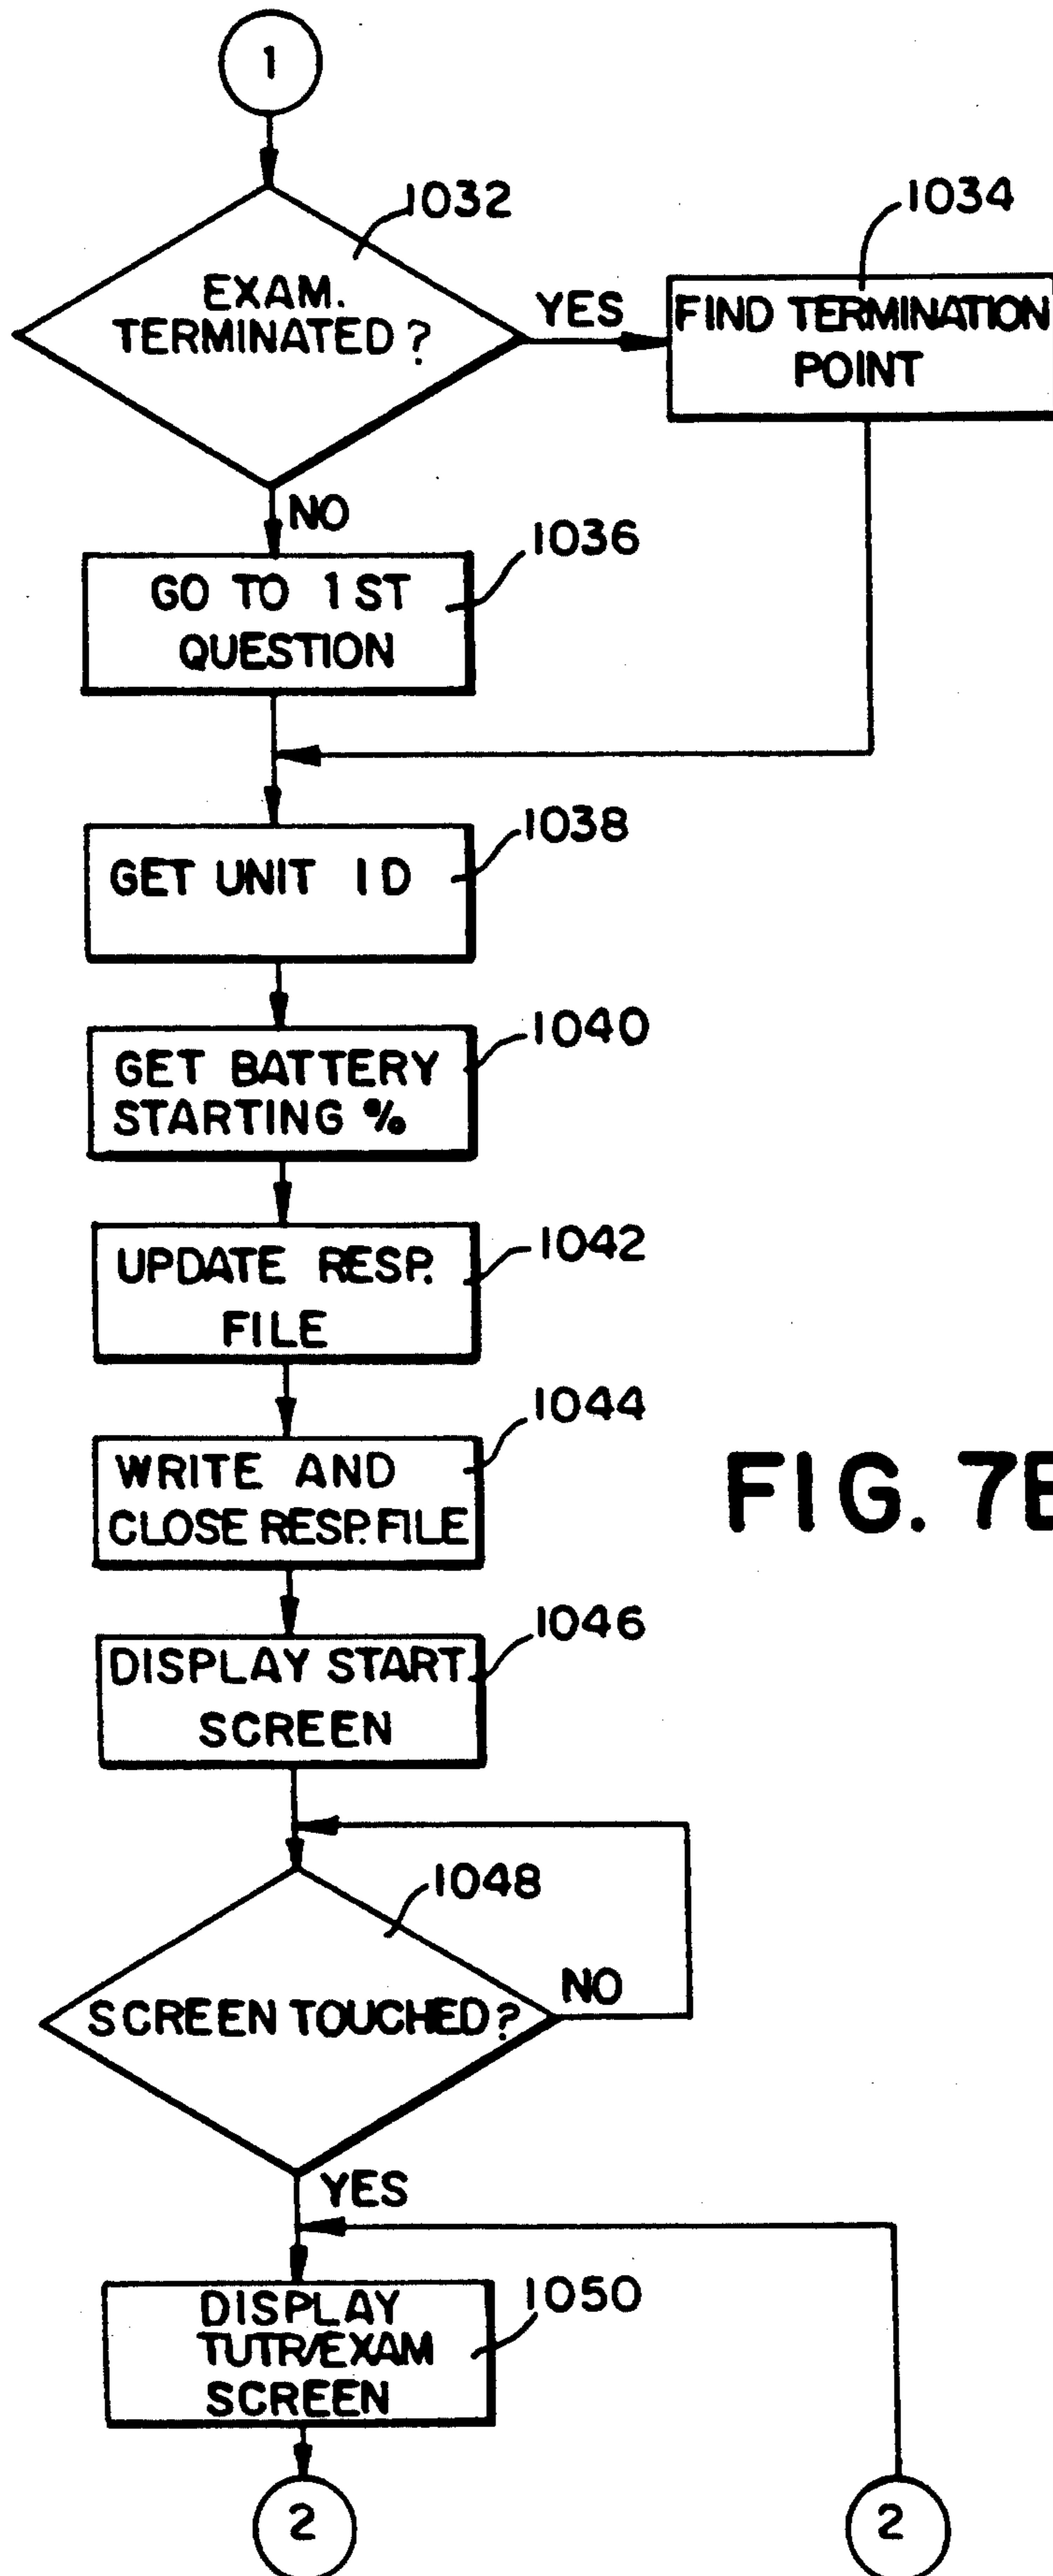 1
1032
EXAM.
TERMINATED?
YES
1034
FIND TERMINATION
POINT
NO
1036
GO TO 1ST
QUESTION
1038
GET UNIT ID
1040
GET BATTERY
STARTING %
1042
UPDATE RESP.
FILE
1044
WRITE AND
CLOSE RESP. FILE
FIG. 7B
1046
DISPLAY START
SCREEN
1048
SCREEN TOUCHED?
NO
YES
1050
DISPLAY
TUTR/EXAM
SCREEN
2
2